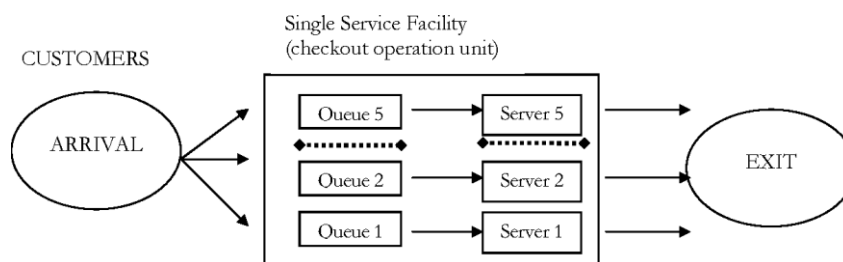 Single Service Facility
(checkout operation unit)
CUSTOMERS
ARRIVAL
Queue 5
Server 5
EXIT
Queue 2
Server 2
Queue 1
Server 1